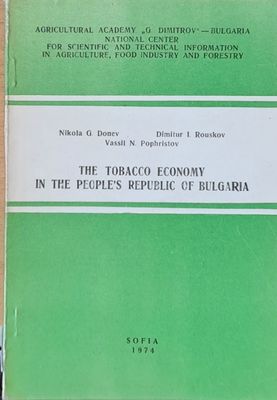 AGRICULTURAL ACADEMY „G. DIMITROV" — BULGARIA
NATIONAL CENTER
FOR SCIENTIFIC AND TECHNICAL INFORMATION
IN AGRICULTURE, FOOD INDUSTRY AND FORESTRY
Nikola G. Donev Dimitur I. Rouskov
Vassil N. Pophristov
THE TOBACCO ECONOMY
IN THE PEOPLE'S REPUBLIC OF BULGARIA
SOFIA
1974